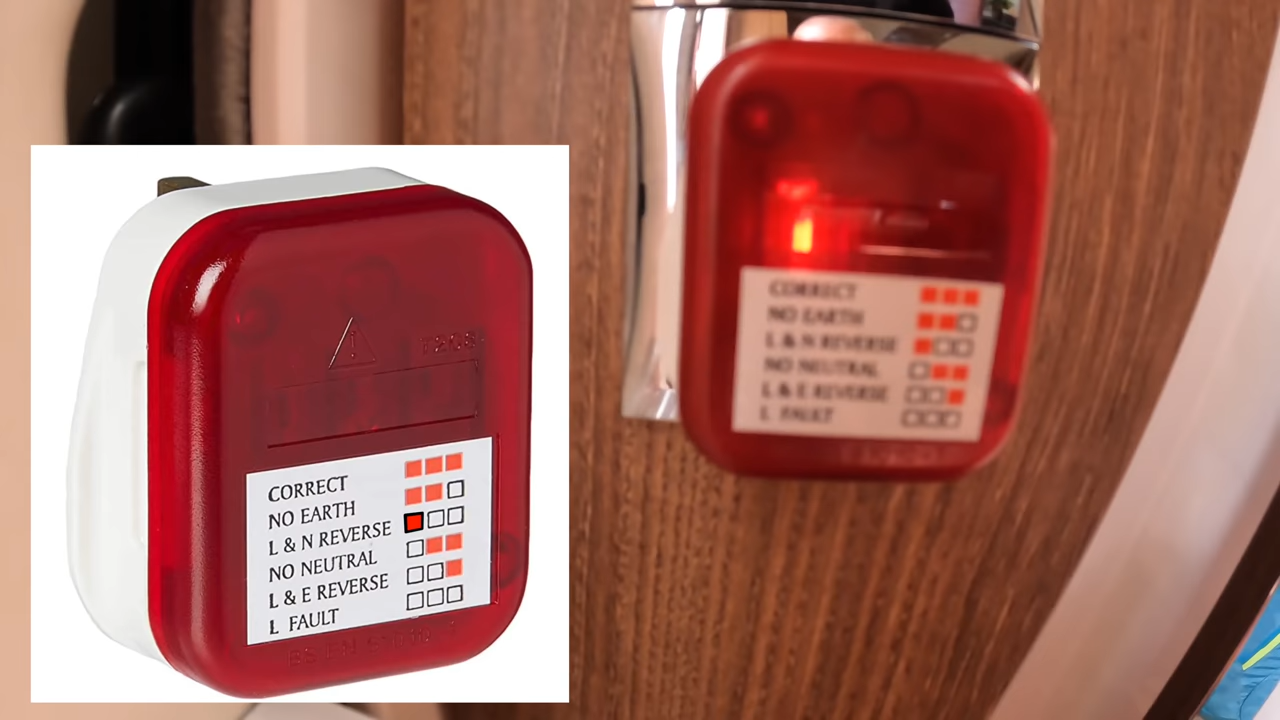 CORRECT
NO EARTH
L & N REVERSE
NO NEUTRAL
L & E REVERSE
L FAULT
CORRECT
NO EARTH
L & N REVERSE
NO NEUTRAL
L & E REVERSE
L FAULT